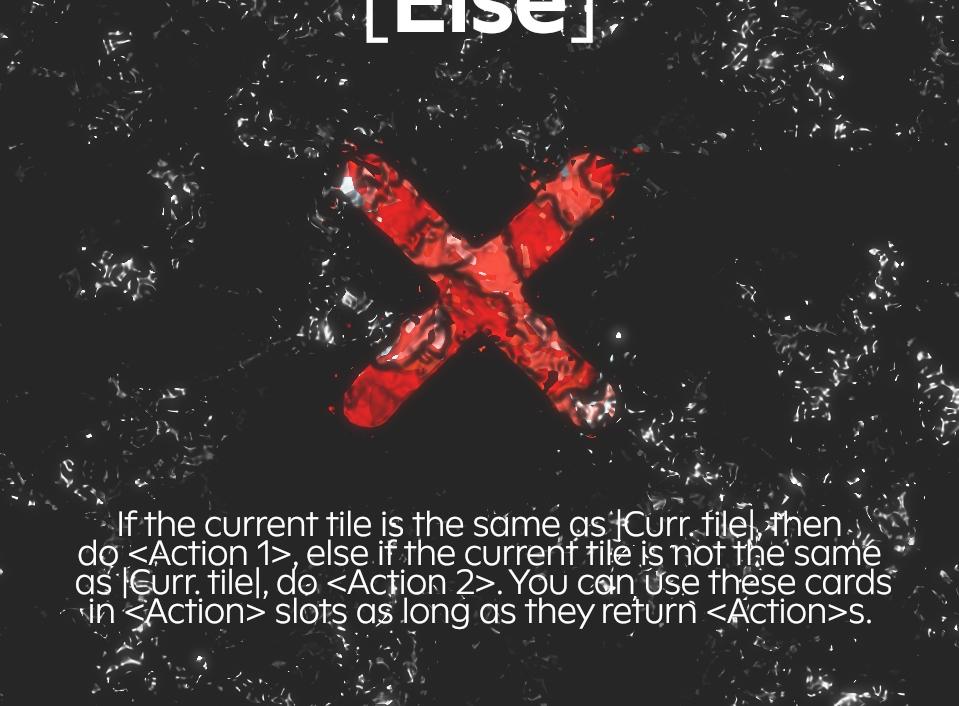 [Else]
If the current tile is the same as |Curr. tile|, then
do <Action 1>, else if the current tile is not the same
as |Curr. tile|, do <Action 2>. You can use these cards
in <Action> slots as long as they return <Action>s.